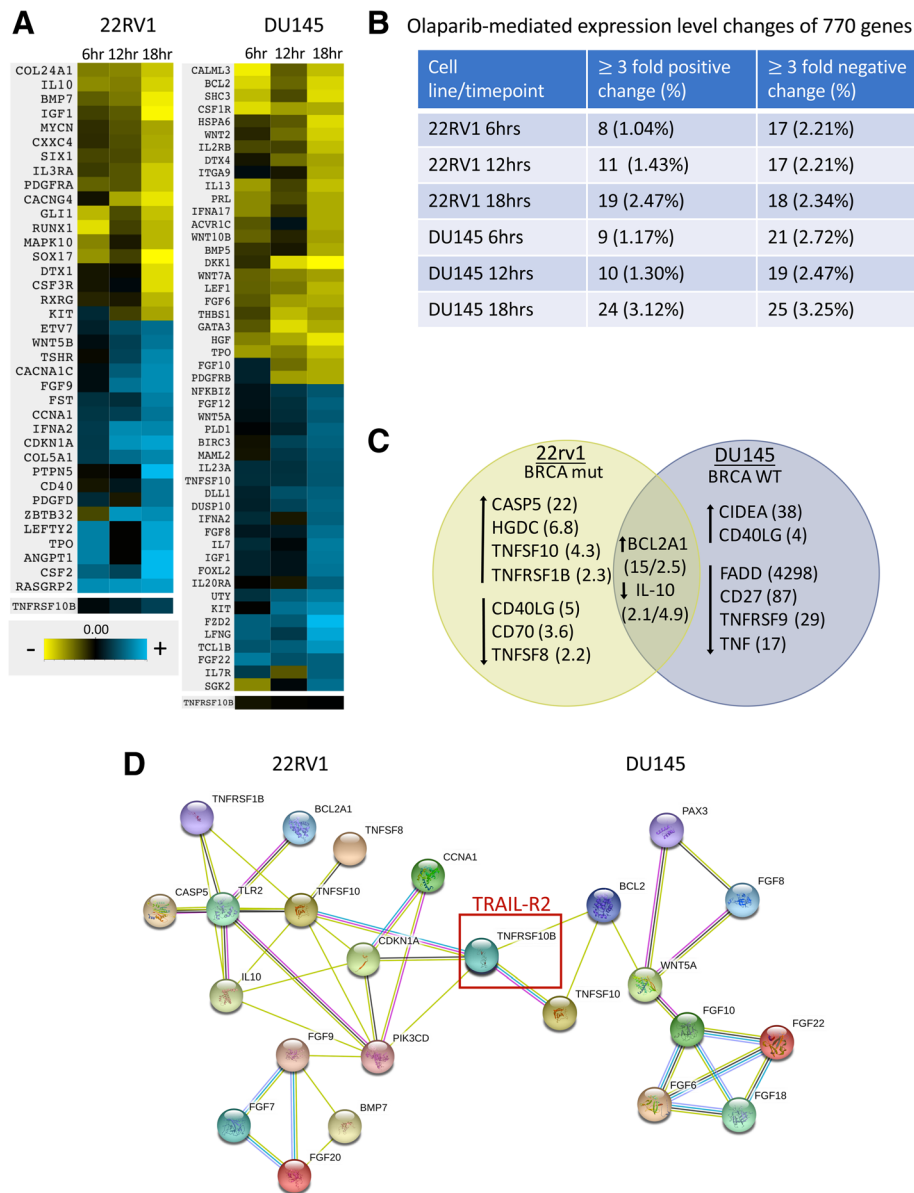 A
22RV1
6hr 12hr 18hr
COL24A1
IL10
BMP7
IGF1
MYCN
CXXC4
SIX1
IL3RA
PDGFRA
CACNG4
GLI1
RUNX1
MAPK10
SOX17
DTX1
CSF3R
RXRG
KIT
ETV7
WNT5B
TSHR
CACNA1C
FGF9
FST
CCNA1
IFNA2
CDKN1A
COL5A1
PTPN5
CD40
PDGFD
ZBTB32
LEFTY2
TPO
ANGPT1
CSF2
RASGRP2
TNFRSF10B
0.00
- +
DU145
6hr 12hr 18hr
CALML3
BCL2
SHC3
CSF1R
HSPA6
WNT2
IL2RB
DTX4
ITGA9
IL13
PRL
IFNA17
ACVR1C
WNT10B
BMP5
DKK1
WNT7A
LEF1
FGF6
THBS1
GATA3
HGF
TPO
FGF10
PDGFRB
NFKBIZ
FGF12
WNT5A
PLD1
BIRC3
MAML2
IL23A
TNFSF10
DLL1
DUSP10
IFNA2
FGF8
IL7
IGF1
FOXL2
IL20RA
UTY
KIT
FZD2
LFNG
TCL1B
FGF22
IL7R
SGK2
TNFRSF10B
B Olaparib-mediated expression level changes of 770 genes
Cell line/timepoint ≥ 3 fold positive change (%) ≥ 3 fold negative change (%)
22RV1 6hrs 8 (1.04%) 17 (2.21%)
22RV1 12hrs 11 (1.43%) 17 (2.21%)
22RV1 18hrs 19 (2.47%) 18 (2.34%)
DU145 6hrs 9 (1.17%) 21 (2.72%)
DU145 12hrs 10 (1.30%) 19 (2.47%)
DU145 18hrs 24 (3.12%) 25 (3.25%)
C
22rv1
BRCA mut
CASP5 (22)
HGDC (6.8)
TNFSF10 (4.3)
TNFRSF1B (2.3)
CD40LG (5)
CD70 (3.6)
TNFSF8 (2.2)
BCL2A1
(15/2.5)
IL-10
(2.1/4.9)
DU145
BRCA WT
CIDEA (38)
CD40LG (4)
FADD (4298)
CD27 (87)
TNFRSF9 (29)
TNF (17)
D
22RV1
DU145
TNFRSF1B
BCL2A1
TNFSF8
CCNA1
CASP5
TLR2
TNFSF10
CDKN1A
IL10
PIK3CD
FGF9
FGF7
BMP7
FGF20
TRAIL-R2
TNFRSF10B
BCL2
TNFSF10
PAX3
FGF8
WNT5A
FGF10
FGF22
FGF6
FGF18